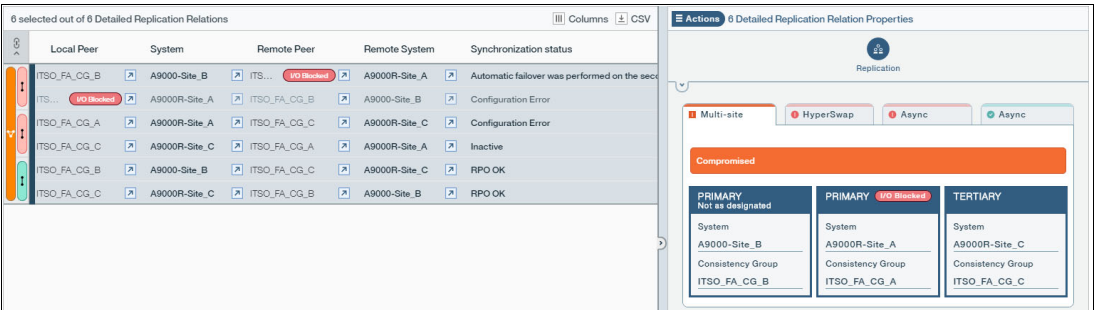 6 selected out of 6 Detailed Replication Relations
Columns CSV
Local Peer System Remote Peer Remote System Synchronization status
ITSO_FA_CG_B A9000-Site_B ITS... I/O Blocked A9000R-Site_A Automatic failover was performed on the seco
ITS... I/O Blocked A9000R-Site_A ITSO_FA_CG_B A9000-Site_B Configuration Error
ITSO_FA_CG_A A9000R-Site_A ITSO_FA_CG_C A9000R-Site_C Configuration Error
ITSO_FA_CG_C A9000R-Site_C ITSO_FA_CG_A A9000R-Site_A Inactive
ITSO_FA_CG_C A9000-Site_B ITSO_FA_CG_C A9000R-Site_C RPO OK
ITSO_FA_CG_C A9000R-Site_C ITSO_FA_CG_B A9000-Site_B RPO OK
Actions 6 Detailed Replication Relation Properties
Replication
Multi-site HyperSwap Async Async
Compromised
PRIMARY
Not as designated
System
A9000-Site_B
Consistency Group
ITSO_FA_CG_B
PRIMARY I/O Blocked
System
A9000R-Site_A
Consistency Group
ITSO_FA_CG_A
TERTIARY
System
A9000R-Site_C
Consistency Group
ITSO_FA_CG_C